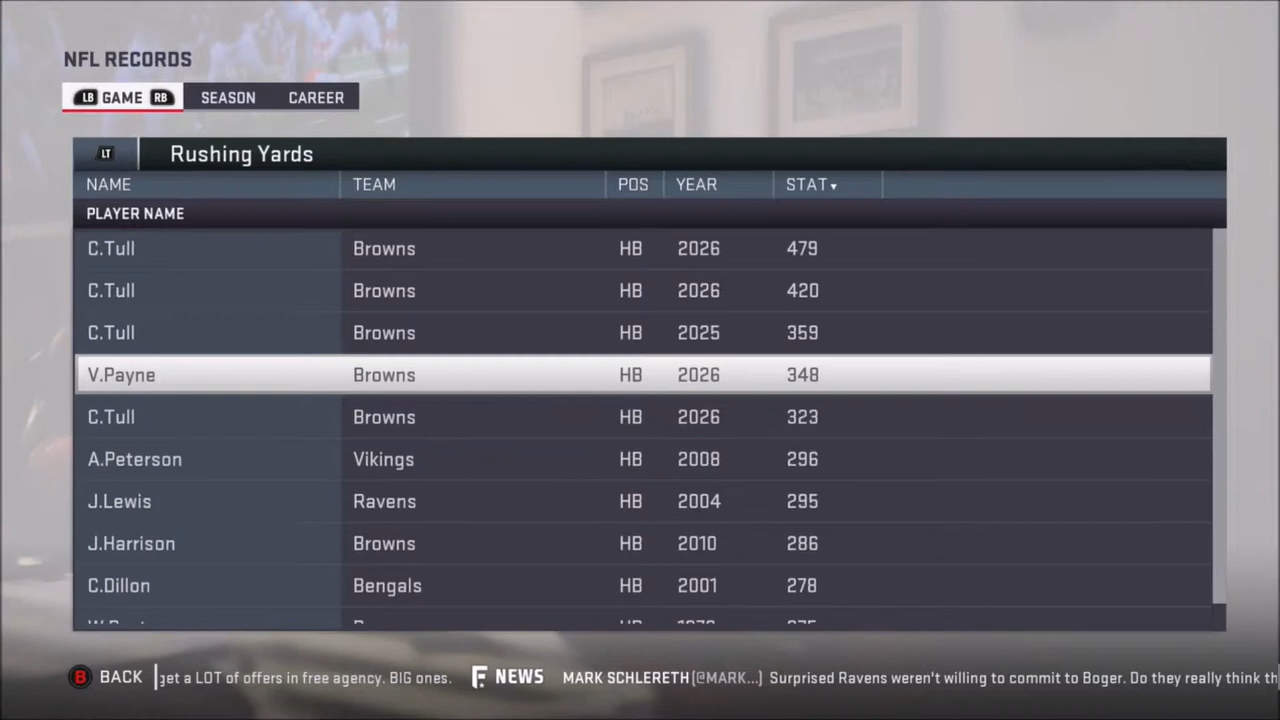 NFL RECORDS
LB GAME RB SEASON CAREER
LT Rushing Yards
NAME TEAM POS YEAR STAT
PLAYER NAME
C.Tull Browns HB 2026 479
C.Tull Browns HB 2026 420
C.Tull Browns HB 2025 359
V.Payne Browns HB 2026 348
C.Tull Browns HB 2026 323
A.Peterson Vikings HB 2008 296
J.Lewis Ravens HB 2004 295
J.Harrison Browns HB 2010 286
C.Dillon Bengals HB 2001 278
B BACK get a LOT of offers in free agency. BIG ones. F NEWS MARK SCHLERETH (@MARK...) Surprised Ravens weren't willing to commit to Boger. Do they really think